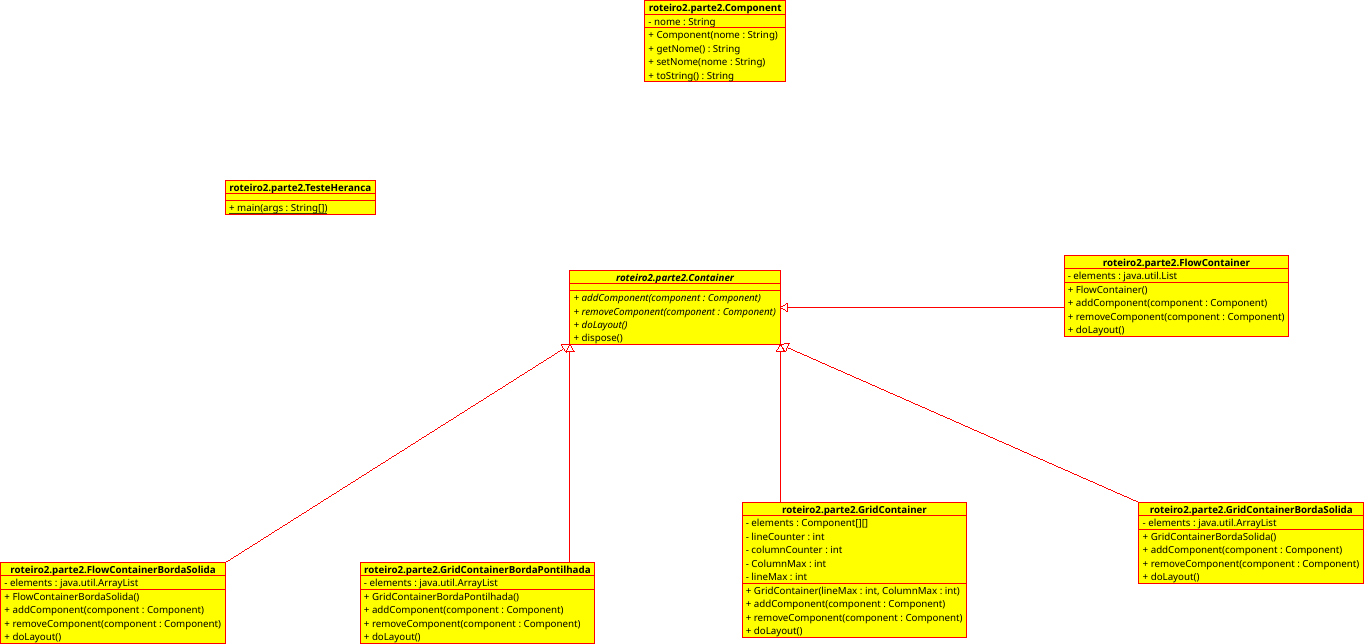 roteiro2.parte2.Component
- nome : String
+ Component(nome : String)
+ getNome() : String
+ setNome(nome : String)
+ toString() : String
roteiro2.parte2.TesteHeranca
+ main(args : String[])
roteiro2.parte2.Container
+ addComponent(component : Component)
+ removeComponent(component : Component)
+ doLayout()
+ dispose()
roteiro2.parte2.FlowContainer
- elements : java.util.List
+ FlowContainer()
+ addComponent(component : Component)
+ removeComponent(component : Component)
+ doLayout()
roteiro2.parte2.FlowContainerBordaSolida
- elements : java.util.ArrayList
+ FlowContainerBordaSolida()
+ addComponent(component : Component)
+ removeComponent(component : Component)
+ doLayout()
roteiro2.parte2.GridContainerBordaPontilhada
- elements : java.util.ArrayList
+ GridContainerBordaPontilhada()
+ addComponent(component : Component)
+ removeComponent(component : Component)
+ doLayout()
roteiro2.parte2.GridContainer
- elements : Component[][]
- lineCounter : int
- columnCounter : int
- ColumnMax : int
- lineMax : int
+ GridContainer(lineMax : int, ColumnMax : int)
+ addComponent(component : Component)
+ removeComponent(component : Component)
+ doLayout()
roteiro2.parte2.GridContainerBordaSolida
- elements : java.util.ArrayList
+ GridContainerBordaSolida()
+ addComponent(component : Component)
+ removeComponent(component : Component)
+ doLayout()